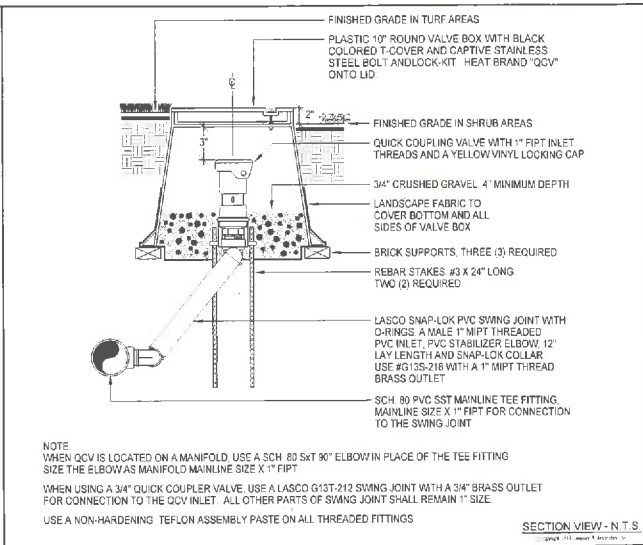 FINISHED GRADE IN TURF AREAS
PLASTIC 10" ROUND VALVE BOX WITH BLACK
COLORED T-COVER AND CAPTIVE STAINLESS
STEEL BOLT ANDLOCK-KIT HEAT BRAND "QCV"
ONTO LID.
2"
FINISHED GRADE IN SHRUB AREAS
3"
QUICK COUPLING VALVE WITH 1" FIPT INLET
THREADS AND A YELLOW VINYL LOCKING CAP
3/4" CRUSHED GRAVEL 4" MINIMUM DEPTH
LANDSCAPE FABRIC TO
COVER BOTTOM AND ALL
SIDES OF VALVE BOX
BRICK SUPPORTS, THREE (3) REQUIRED
REBAR STAKES. #3 X 24" LONG.
TWO (2) REQUIRED
LASCO SNAP-LOK PVC SWING JOINT WITH
O-RINGS. A MALE 1" MIPT THREADED
PVC INLET, PVC STABILIZER ELBOW, 12"
LAY LENGTH AND SNAP-LOK COLLAR
USE #G13S-218 WITH A 1" MIPT THREAD
BRASS OUTLET
SCH. 80 PVC SST MAINLINE TEE FITTING,
MAINLINE SIZE X 1" FIPT FOR CONNECTION
TO THE SWING JOINT
NOTE
WHEN QCV IS LOCATED ON A MANIFOLD, USE A SCH 80 SxT 90° ELBOW IN PLACE OF THE TEE FITTING
SIZE THE ELBOW AS MANIFOLD MAINLINE SIZE X 1" FIPT
WHEN USING A 3/4" QUICK COUPLER VALVE, USE A LASCO G13T-212 SWING JOINT WITH A 3/4" BRASS OUTLET
FOR CONNECTION TO THE QCV INLET. ALL OTHER PARTS OF SWING JOINT SHALL REMAIN 1" SIZE.
USE A NON-HARDENING TEFLON ASSEMBLY PASTE ON ALL THREADED FITTINGS
SECTION VIEW - N.T.S.